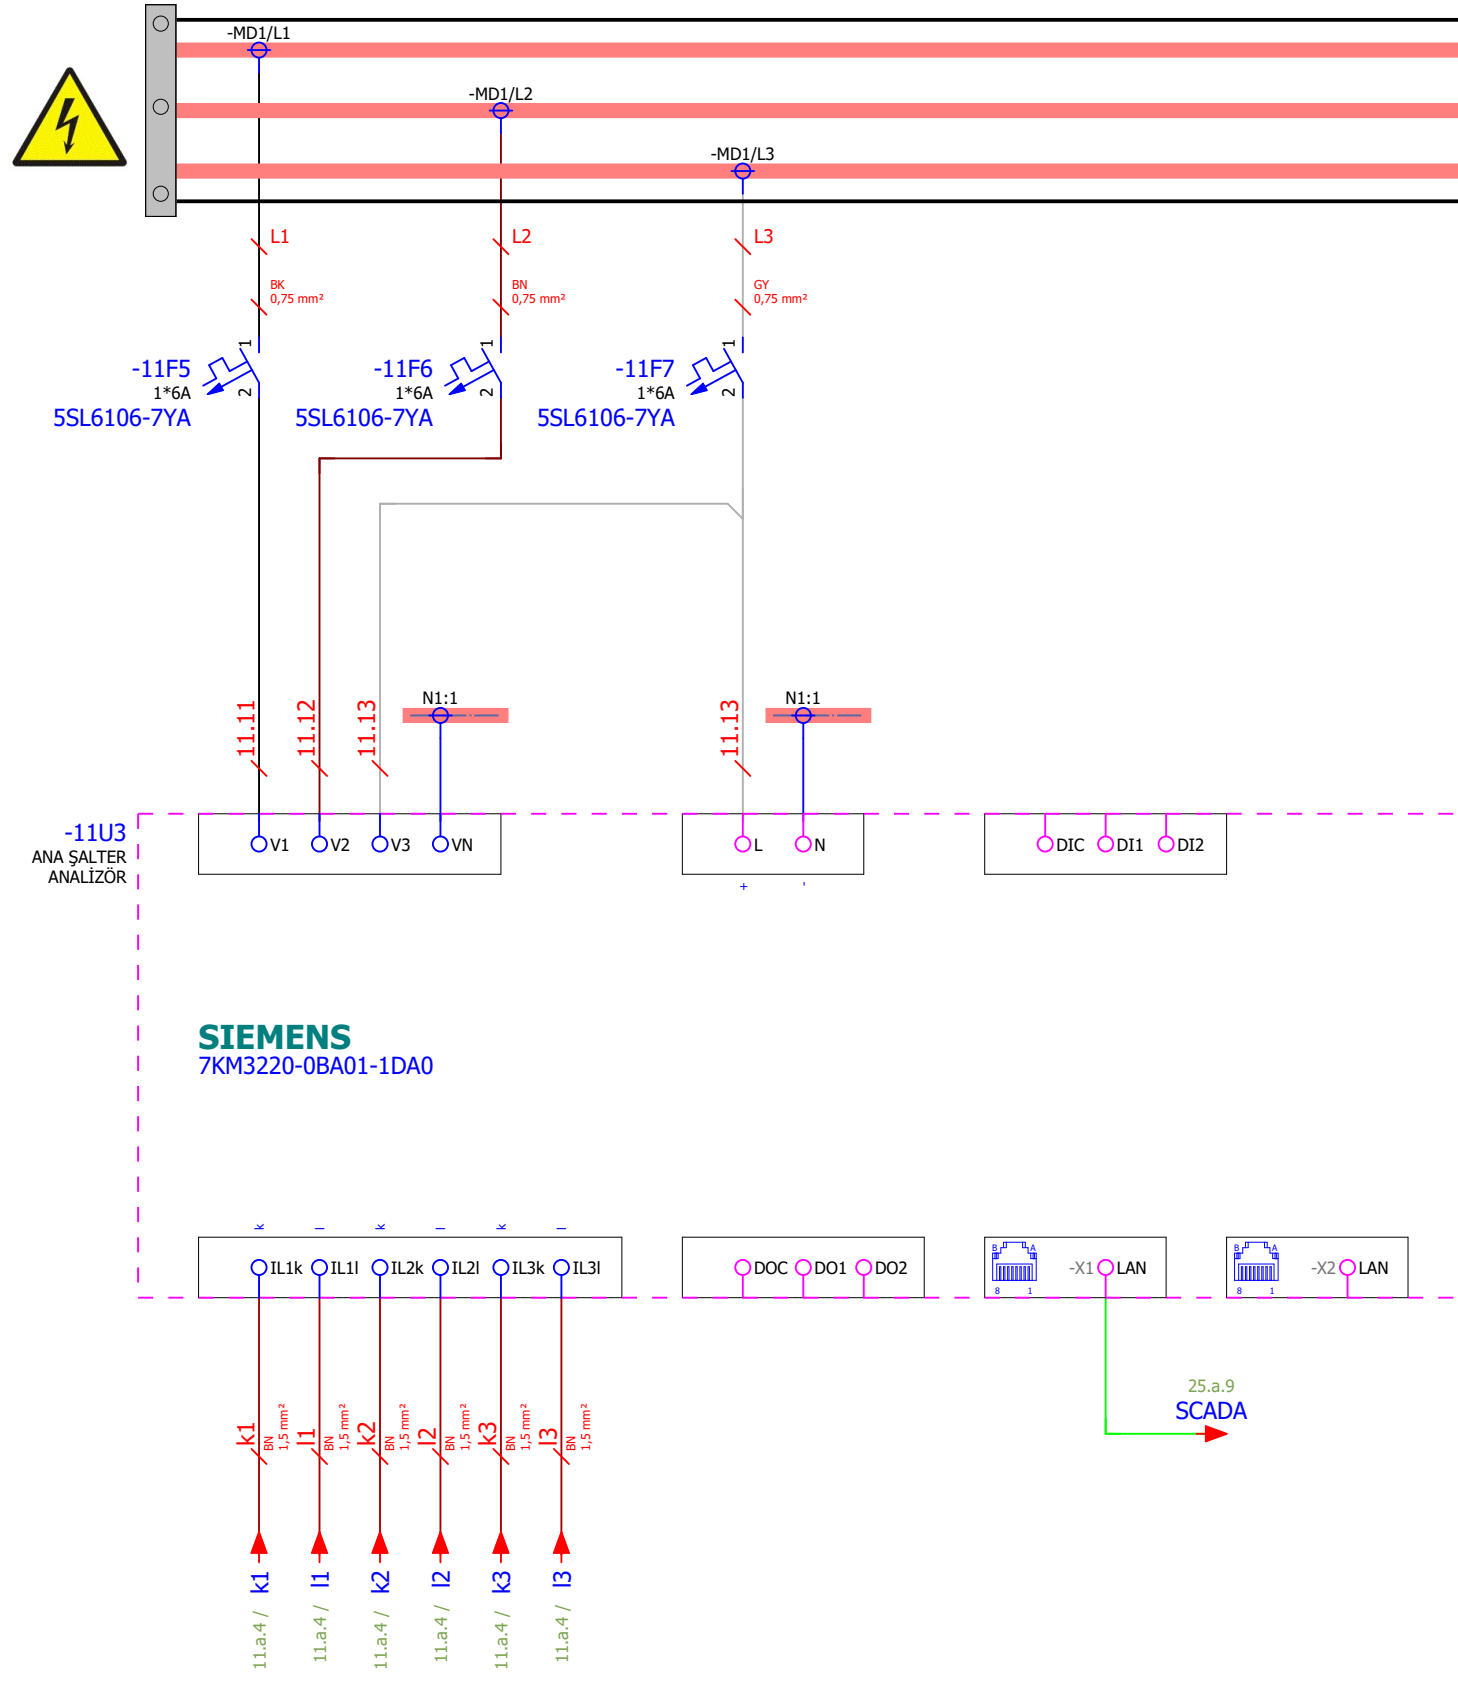 -MD1/L1
-MD1/L2
-MD1/L3
L1
L2
L3
BK
0,75 mm²
BN
0,75 mm²
GY
0,75 mm²
-11F5
1*6A
5SL6106-7YA
1
2
-11F6
1*6A
5SL6106-7YA
1
2
-11F7
1*6A
5SL6106-7YA
1
2
11.11
11.12
11.13
N1:1
11.13
N1:1
-11U3
ANA ŞALTER
ANALİZÖR
V1
V2
V3
VN
L
N
+
-
DIC
DI1
DI2
SIEMENS
7KM3220-0BA01-1DA0
k
l
k
l
k
l
IL1k
IL1l
IL2k
IL2l
IL3k
IL3l
DOC
DO1
DO2
B
A
8
1
-X1
LAN
B
A
8
1
-X2
LAN
25.a.9
SCADA
k1
BN
1,5 mm²
l1
BN
1,5 mm²
k2
BN
1,5 mm²
l2
BN
1,5 mm²
k3
BN
1,5 mm²
l3
BN
1,5 mm²
11.a.4 / k1
11.a.4 / l1
11.a.4 / k2
11.a.4 / l2
11.a.4 / k3
11.a.4 / l3